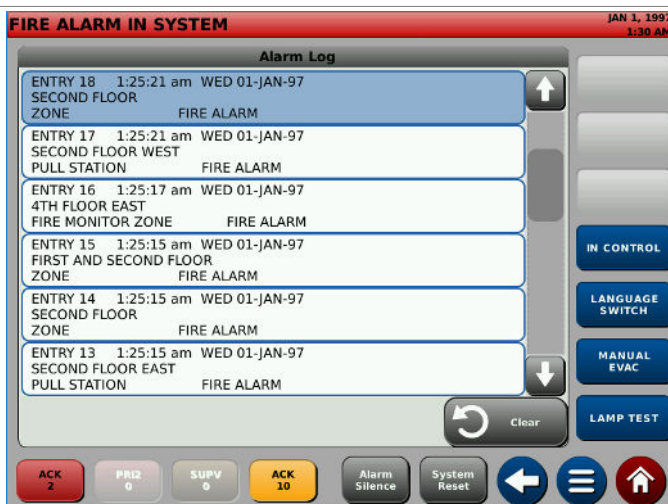 FIRE ALARM IN SYSTEM
JAN 1, 1997
1:30 AM
Alarm Log
ENTRY 18 1:25:21 am WED 01-JAN-97
SECOND FLOOR
ZONE FIRE ALARM
ENTRY 17 1:25:21 am WED 01-JAN-97
SECOND FLOOR WEST
PULL STATION FIRE ALARM
ENTRY 16 1:25:17 am WED 01-JAN-97
4TH FLOOR EAST
FIRE MONITOR ZONE FIRE ALARM
ENTRY 15 1:25:15 am WED 01-JAN-97
FIRST AND SECOND FLOOR
ZONE FIRE ALARM
ENTRY 14 1:25:15 am WED 01-JAN-97
SECOND FLOOR
ZONE FIRE ALARM
ENTRY 13 1:25:15 am WED 01-JAN-97
SECOND FLOOR EAST
PULL STATION FIRE ALARM
Clear
IN CONTROL
LANGUAGE
SWITCH
MANUAL
EVAC
LAMP TEST
ACK
2
PRI2
0
SUPV
0
ACK
10
Alarm
Silence
System
Reset